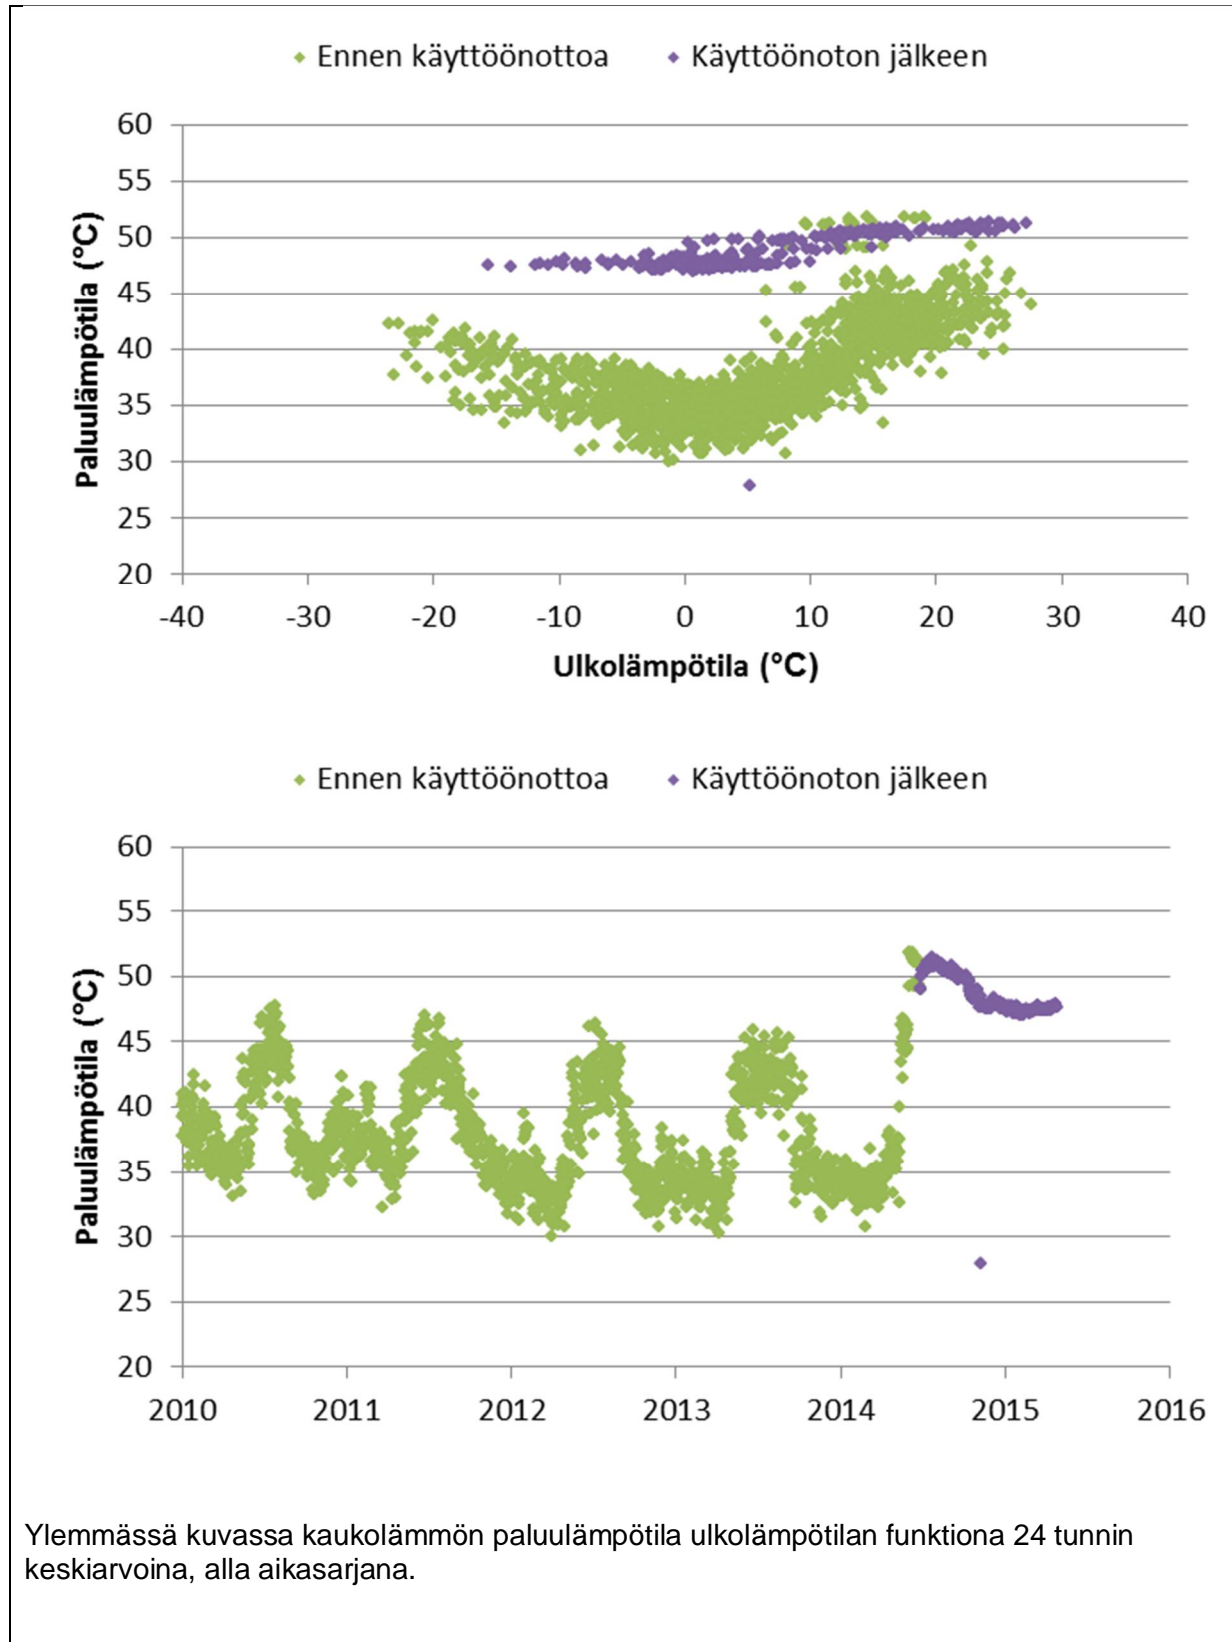 Ennen käyttöönottoa Käyttöönoton jälkeen
60
55
50
45
40
35
30
25
20
Paluulämpötila (°C)
-40 -30 -20 -10 0 10 20 30 40
Ulkolämpötila (°C)
Ennen käyttöönottoa Käyttöönoton jälkeen
60
55
50
45
40
35
30
25
20
Paluulämpötila (°C)
2010 2011 2012 2013 2014 2015 2016
Ylemmässä kuvassa kaukolämmön paluulämpötila ulkolämpötilan funktiona 24 tunnin
keskiarvoina, alla aikasarjana.